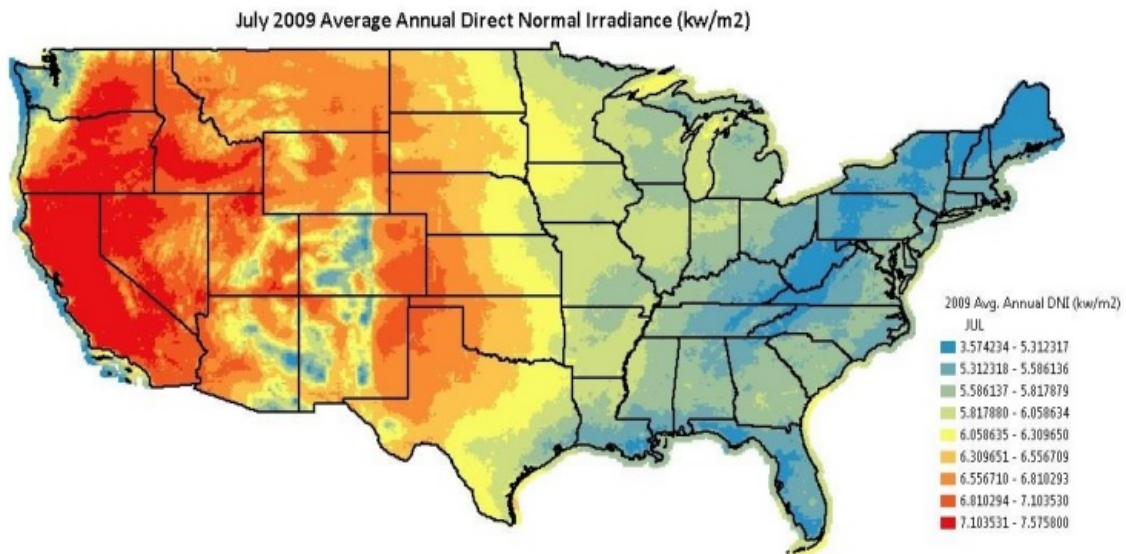 July 2009 Average Annual Direct Normal Irradiance (kw/m2)
2009 Avg. Annual DNI (kw/m2)
JUL
3.574234 - 5.312317
5.312318 - 5.586136
5.586137 - 5.817879
5.817880 - 6.058634
6.058635 - 6.309650
6.309651 - 6.556709
6.556710 - 6.810293
6.810294 - 7.103530
7.103531 - 7.575800